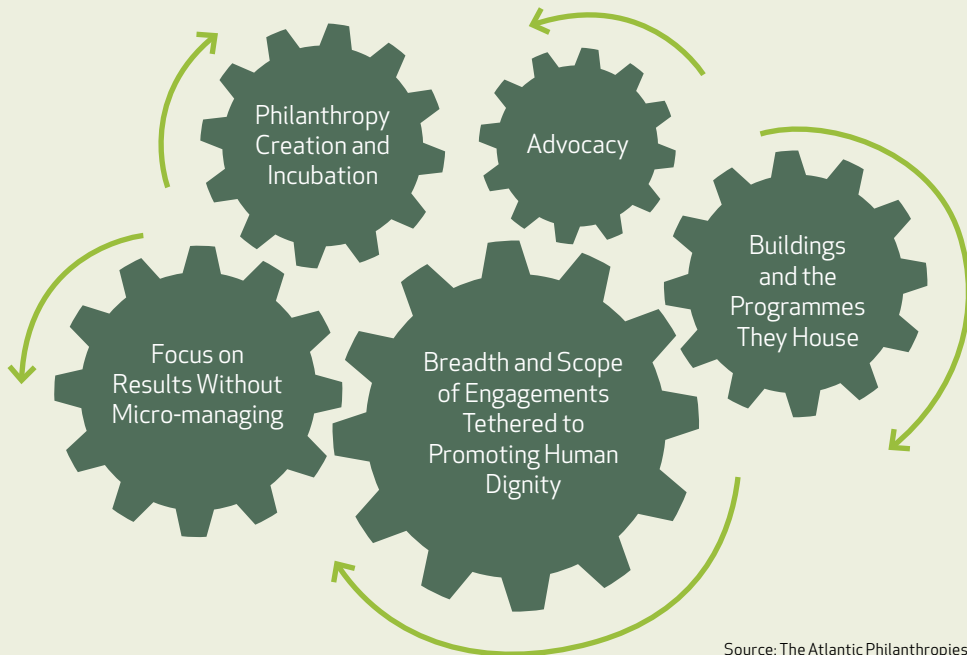 Philanthropy
Creation and
Incubation
Advocacy
Buildings
and the
Programmes
They House
Focus on
Results Without
Micro-managing
Breadth and Scope
of Engagements
Tethered to
Promoting Human
Dignity
Source: The Atlantic Philanthropies